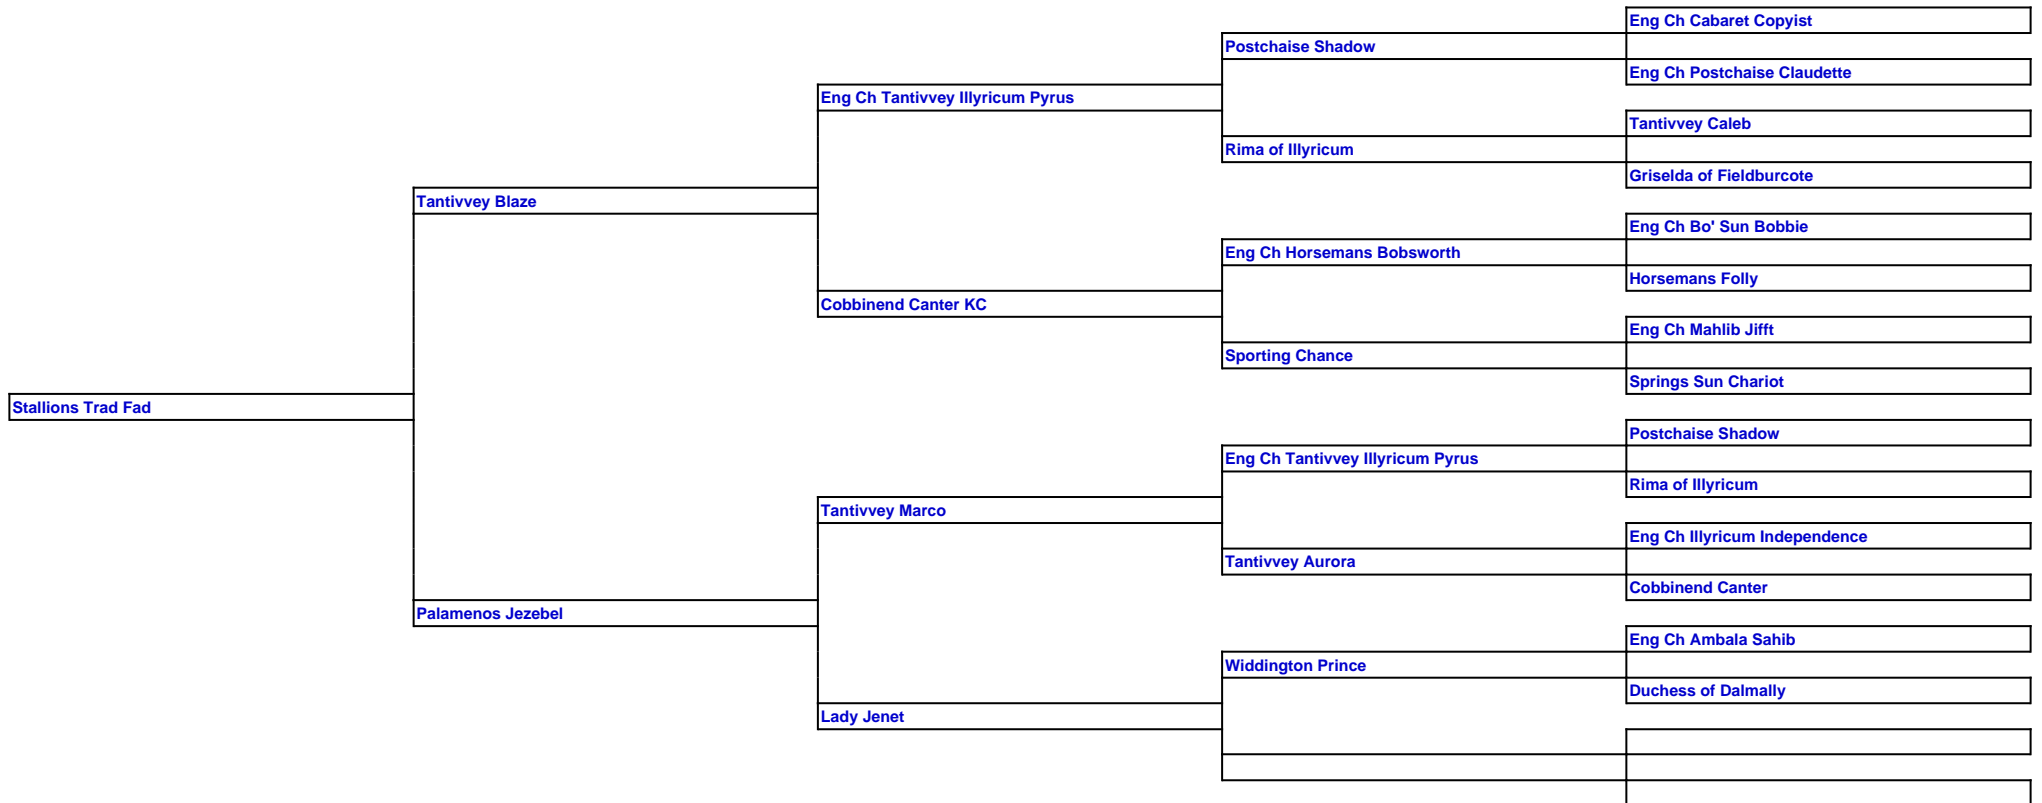 Eng Ch Cabaret Copyist
Postchaise Shadow
Eng Ch Postchaise Claudette
Eng Ch Tantivvey Illyricum Pyrus
Tantivvey Caleb
Rima of Illyricum
Griselda of Fieldburcote
Tantivvey Blaze
Eng Ch Bo' Sun Bobbie
Eng Ch Horsemans Bobsworth
Horsemans Folly
Cobbinend Canter KC
Eng Ch Mahlib Jifft
Sporting Chance
Springs Sun Chariot
Stallions Trad Fad
Postchaise Shadow
Eng Ch Tantivvey Illyricum Pyrus
Rima of Illyricum
Tantivvey Marco
Eng Ch Illyricum Independence
Tantivvey Aurora
Cobbinend Canter
Palamenos Jezebel
Eng Ch Ambala Sahib
Widdington Prince
Duchess of Dalmally
Lady Jenet